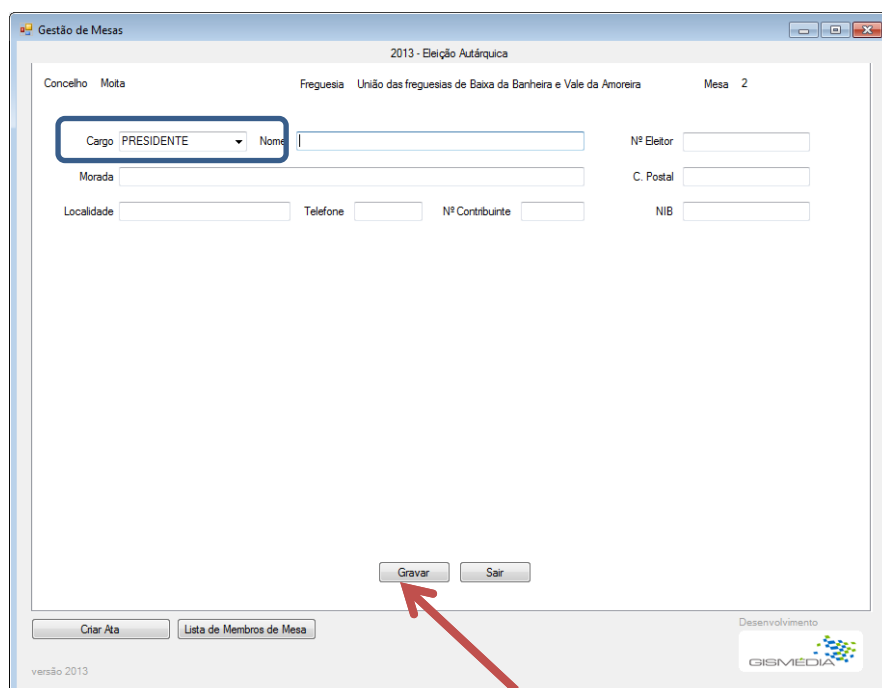 Gestão de Mesas
2013 - Eleição Autárquica
Concelho Moita Freguesia União das freguesias de Baixa da Banheira e Vale da Amoreira Mesa 2
Cargo PRESIDENTE Nome Nº Eleitor
Morada C. Postal
Localidade Telefone Nº Contribuinte NIB
Gravar Sair
Criar Ata Lista de Membros de Mesa
Desenvolvimento
GISMÉDIA
versão 2013